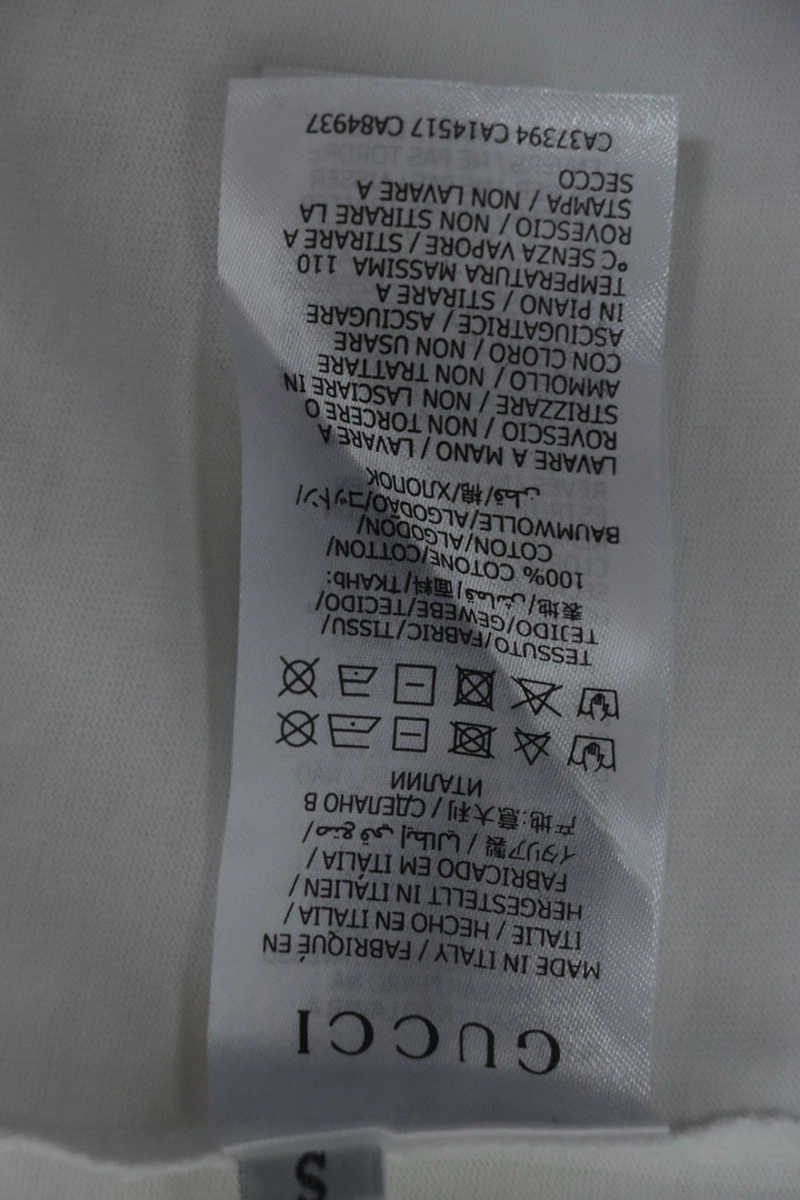 GUCCI
MADE IN ITALY / FABRIQUÉ EN
ITALIE / HECHO EN ITALIA /
HERGESTELLT IN ITALIEN /
FABRICADO EM ITÁLIA /
イタリア製 / صنع في إيطاليا /
产地:意大利 / СДЕЛАНО В
ИТАЛИИ
TESSUTO/FABRIC/TISSU/
TEJIDO/GEWEBE/TECIDO/
表地/قماش/面料/ТКАНЬ:
100% COTONE/COTTON/
COTON/ALGODÓN/
BAUMWOLLE/ALGODÃO/コットン/
قطن/棉/ХЛОПОК
LAVARE A MANO / LAVARE A
ROVESCIO / NON TORCERE O
STRIZZARE / NON LASCIARE IN
AMMOLLO / NON TRATTARE
CON CLORO / NON USARE
ASCIUGATRICE / ASCIUGARE
IN PIANO / STIRARE A
TEMPERATURA MASSIMA 110
°C SENZA VAPORE / STIRARE A
ROVESCIO / NON STIRARE LA
STAMPA / NON LAVARE A
SECCO
CA37394 CA14517 CA84937
S